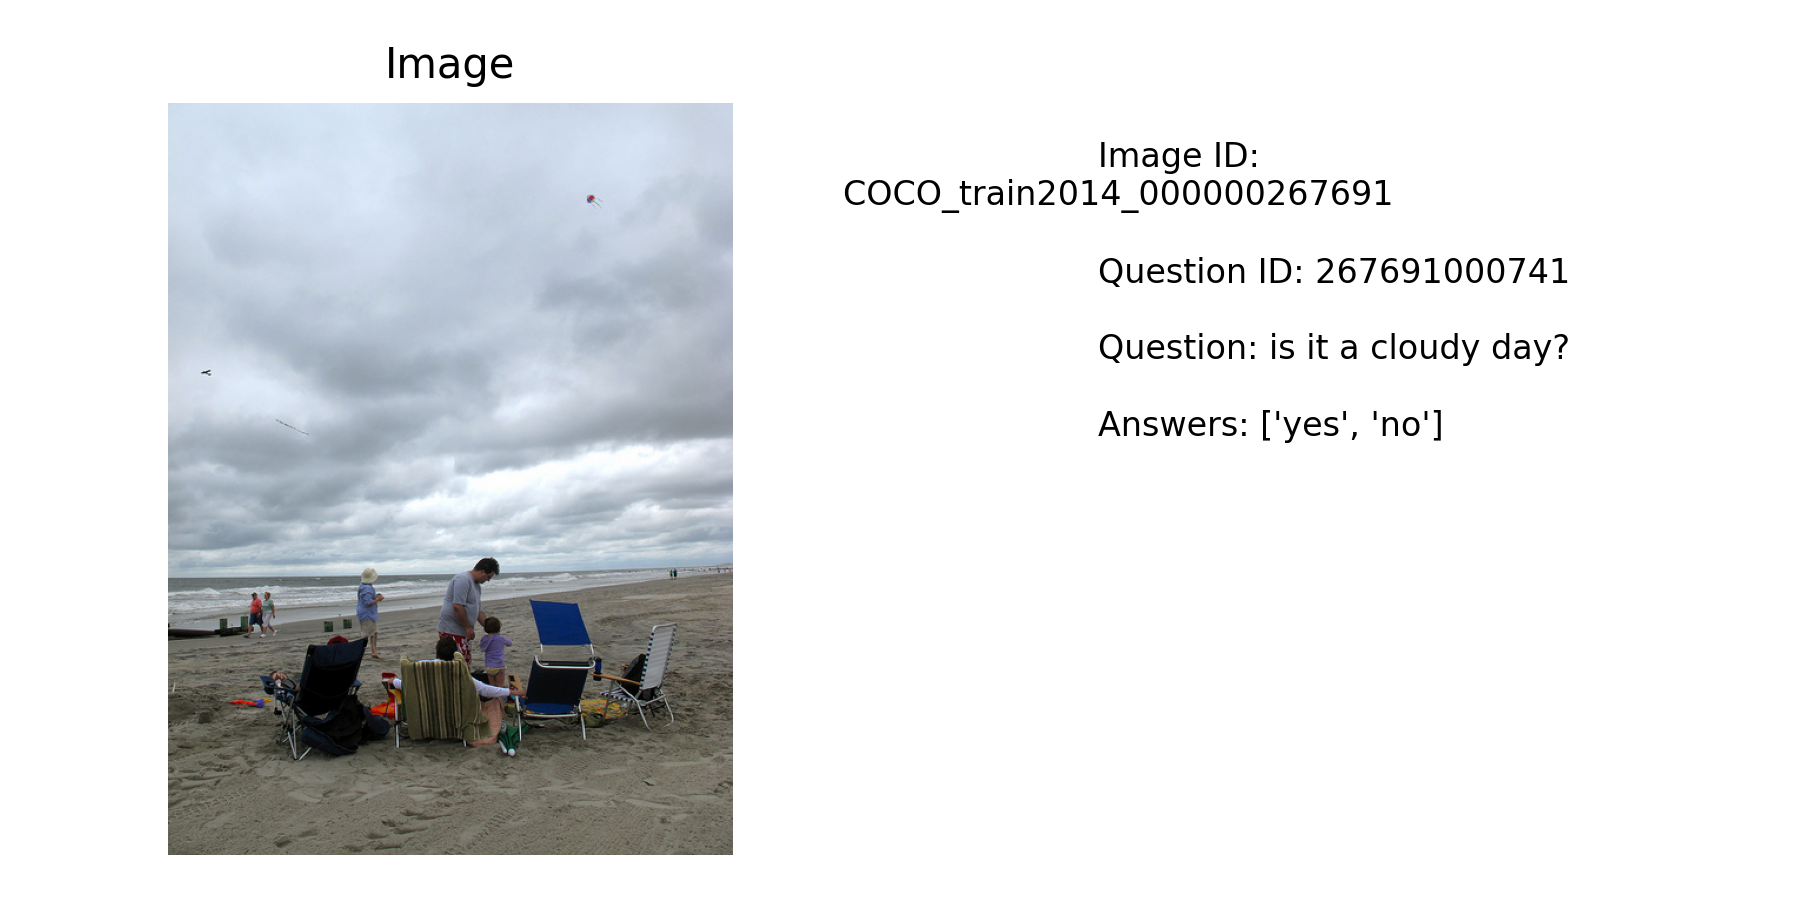 Image
Image ID:
COCO_train2014_000000267691
Question ID: 267691000741
Question: is it a cloudy day?
Answers: ['yes', 'no']